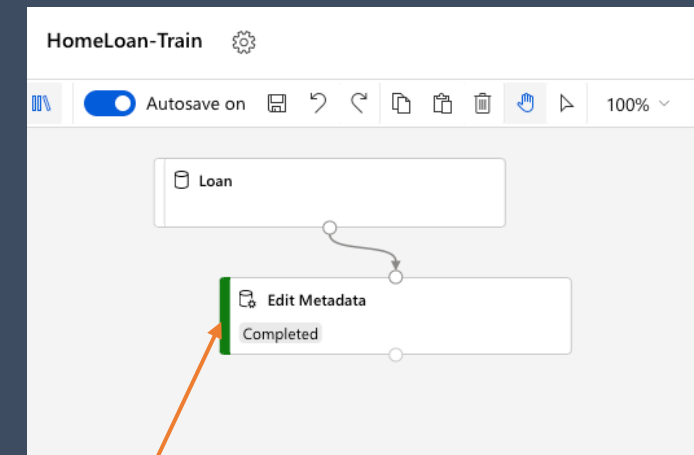 HomeLoan-Train
Autosave on
100%
Loan
Edit Metadata
Completed